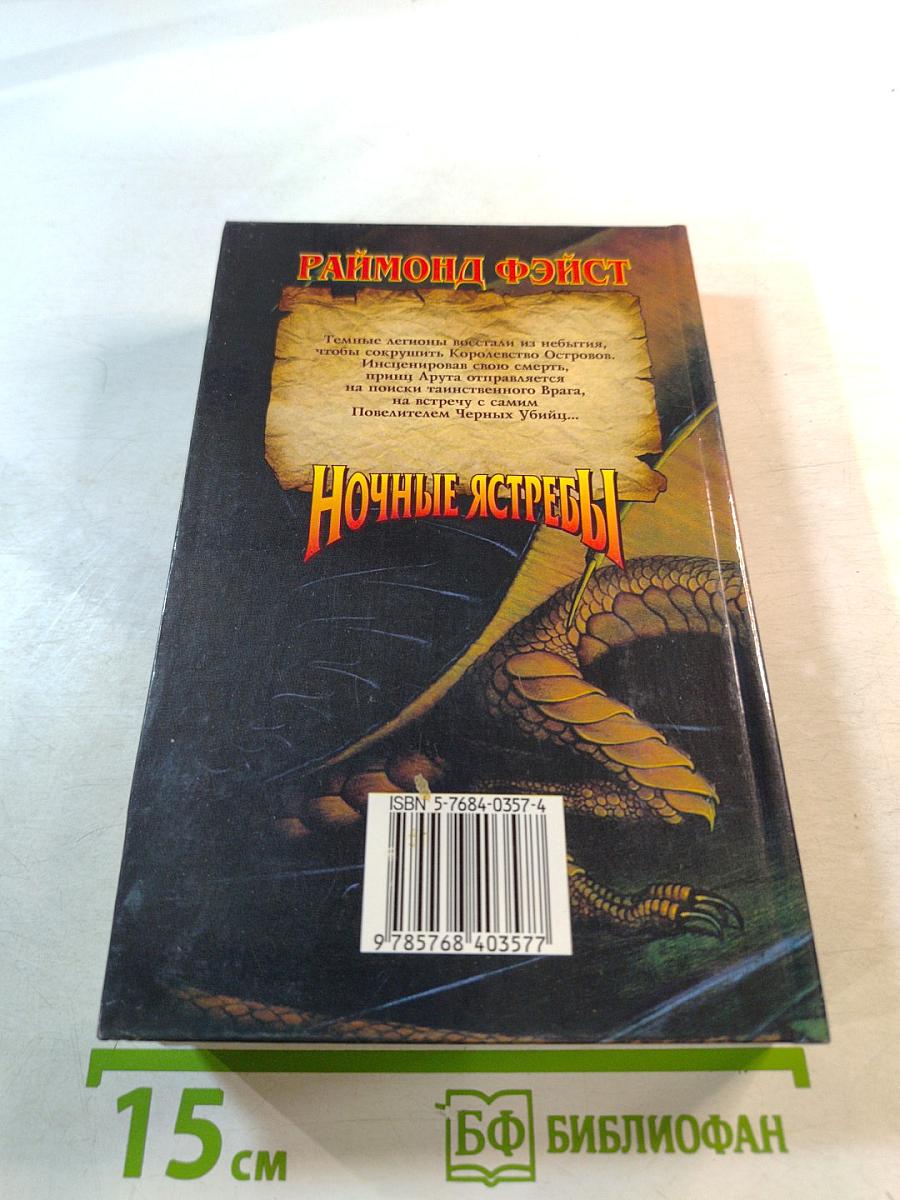 РАЙМОНД ФЭЙСТ
Темные легионы восстали из небытия,
чтобы сокрушить Королевство Островов.
Инсценировав свою смерть,
принц Арута отправляется
на поиски таинственного Врага,
на встречу с самим
Повелителем Черных Убийц...
НОЧНЫЕ ЯСТРЕБЫ
ISBN 5-7684-0357-4
9 785768 403577
15 см
БФ БИБЛИОФАН